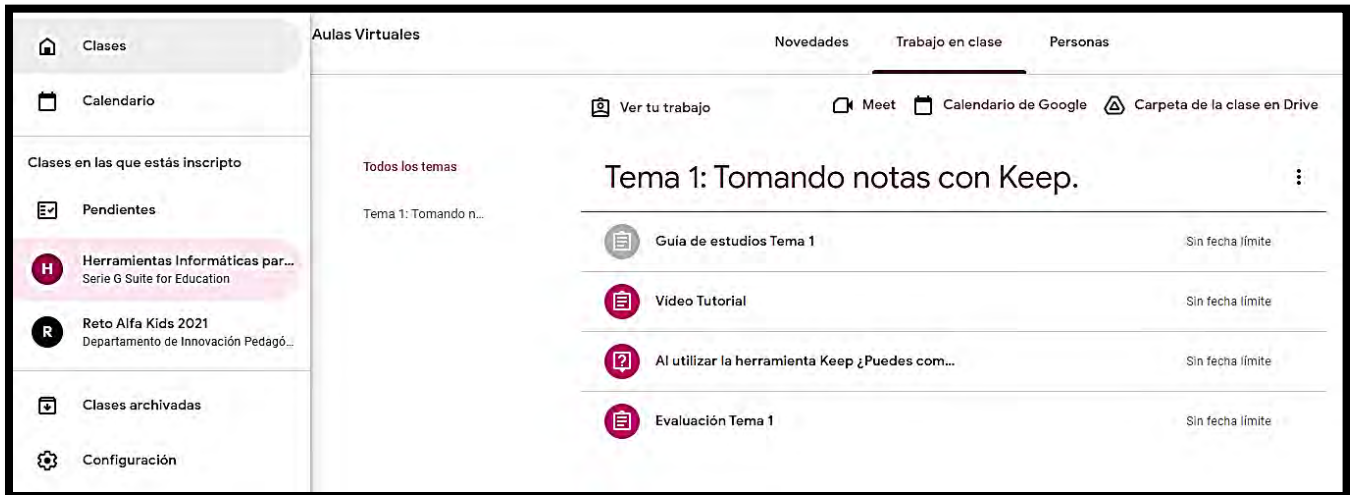 Clases
Calendario
Clases en las que estás inscripto
Pendientes
H
Herramientas Informáticas par...
Serie G Suite for Education
R
Reto Alfa Kids 2021
Departamento de Innovación Pedagó...
Clases archivadas
Configuración
Aulas Virtuales
Novedades
Trabajo en clase
Personas
Ver tu trabajo
Meet
Calendario de Google
Carpeta de la clase en Drive
Todos los temas
Tema 1: Tomando n...
Tema 1: Tomando notas con Keep.
Guía de estudios Tema 1
Sin fecha límite
Vídeo Tutorial
Sin fecha límite
Al utilizar la herramienta Keep ¿Puedes com...
Sin fecha límite
Evaluación Tema 1
Sin fecha límite